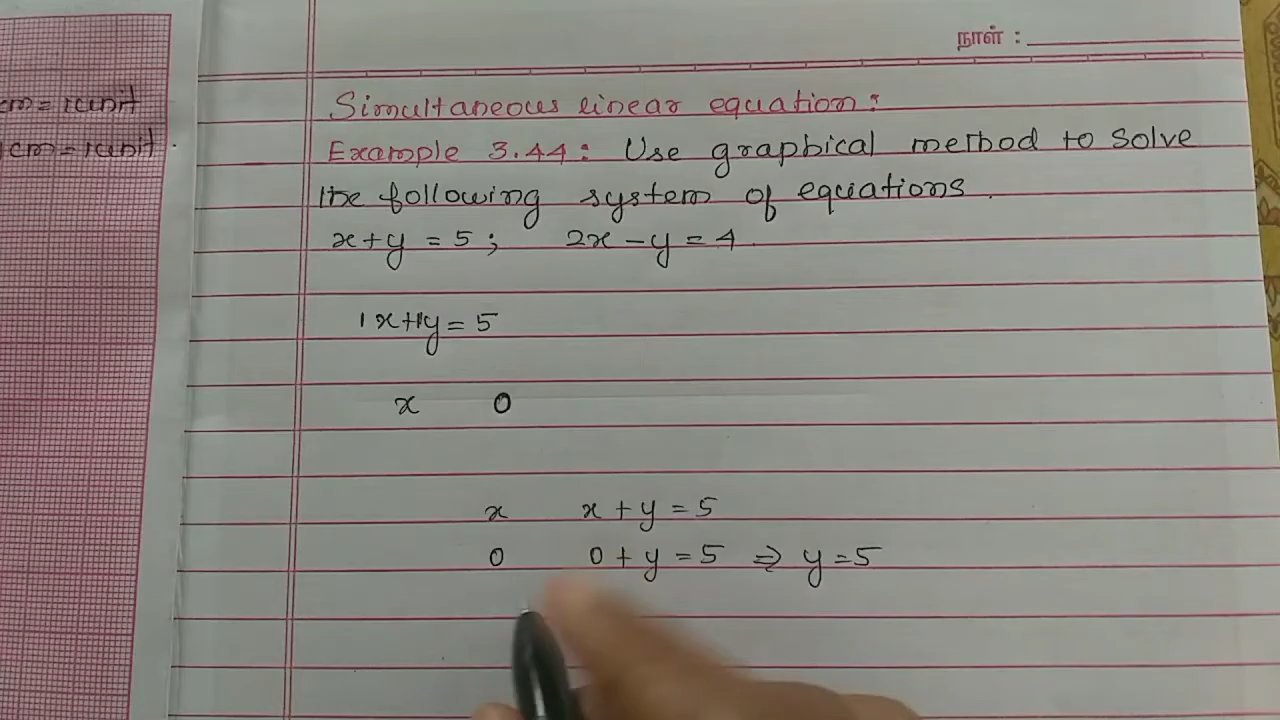 நாள் :
cm = 1 unit
cm = 1 unit.
Simultaneous linear equation:
Example 3.44: Use graphical method to solve
the following system of equations.
x + y = 5;  2x - y = 4.
1x+1y = 5
x  0
x  x + y = 5
0  0 + y = 5 ⇒ y = 5